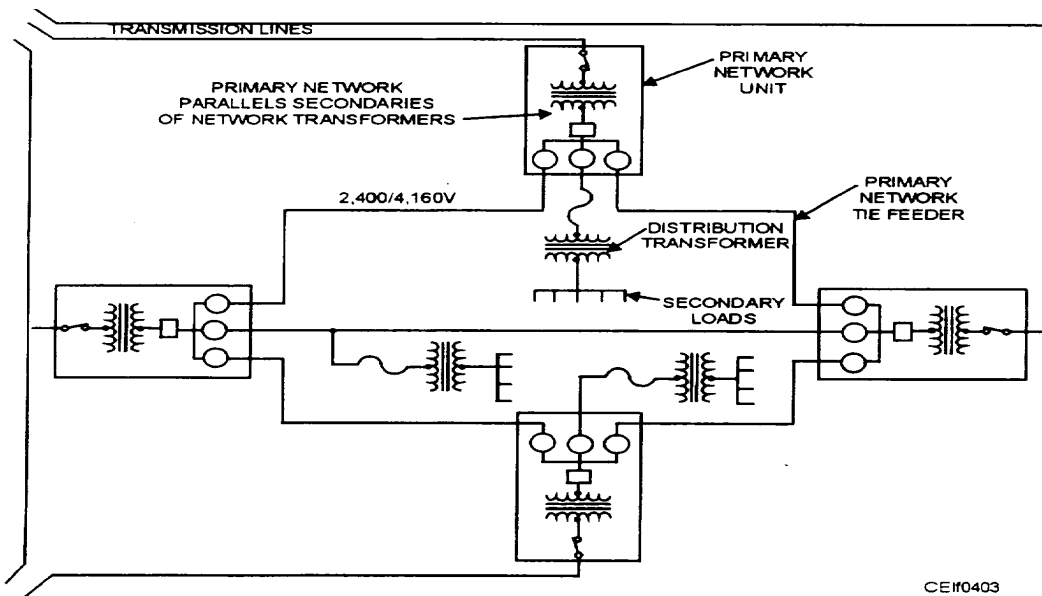 TRANSMISSION LINES
PRIMARY NETWORK
PARALLELS SECONDARIES
OF NETWORK TRANSFORMERS
PRIMARY
NETWORK
UNIT
2,400/4,160V
PRIMARY
NETWORK
TIE FEEDER
DISTRIBUTION
TRANSFORMER
SECONDARY
LOADS
CEIf0403